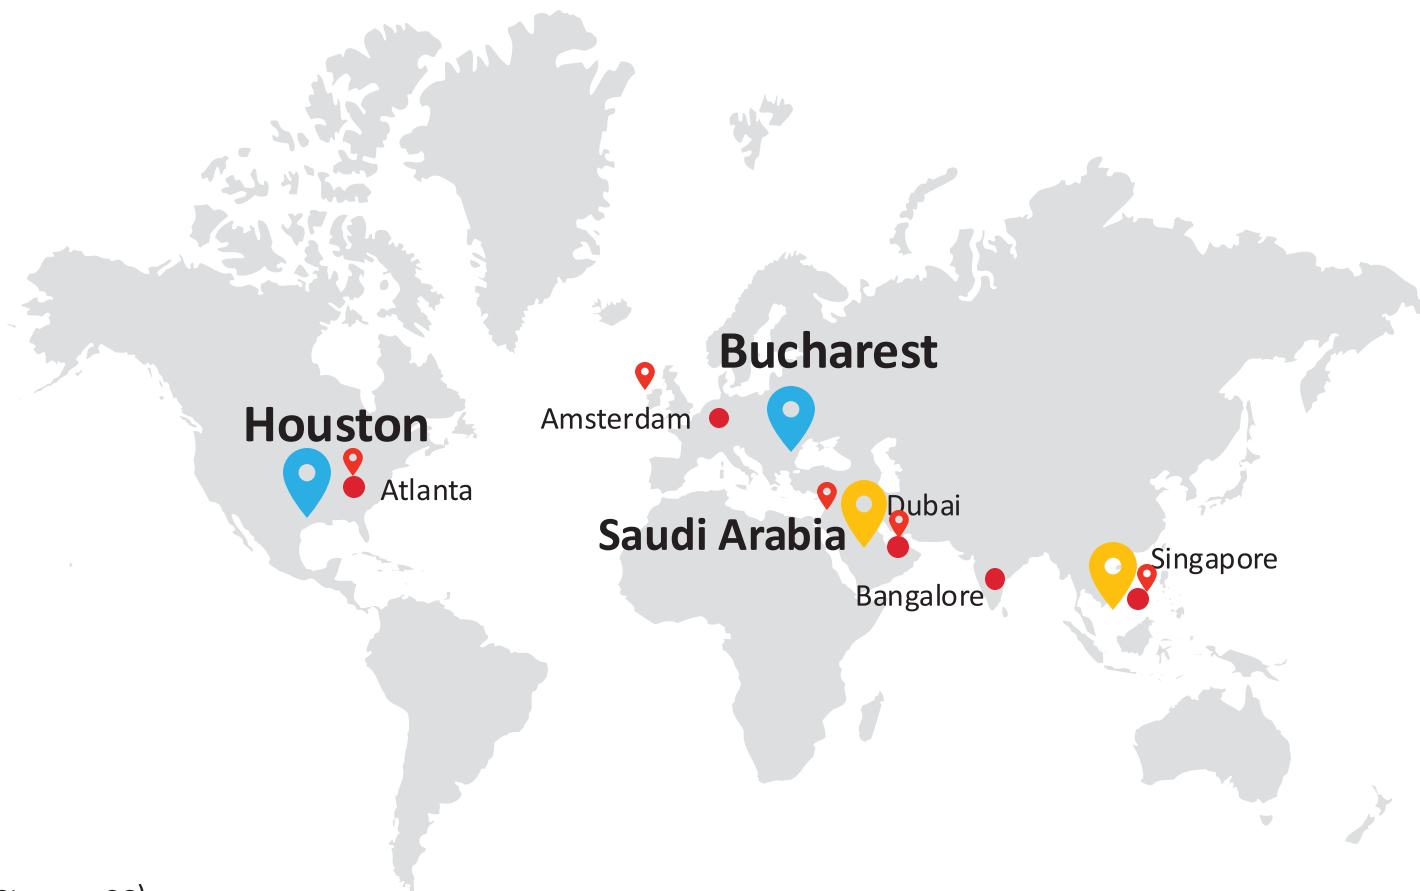 Bucharest
Houston
Amsterdam
Atlanta
Dubai
Saudi Arabia
Singapore
Bangalore